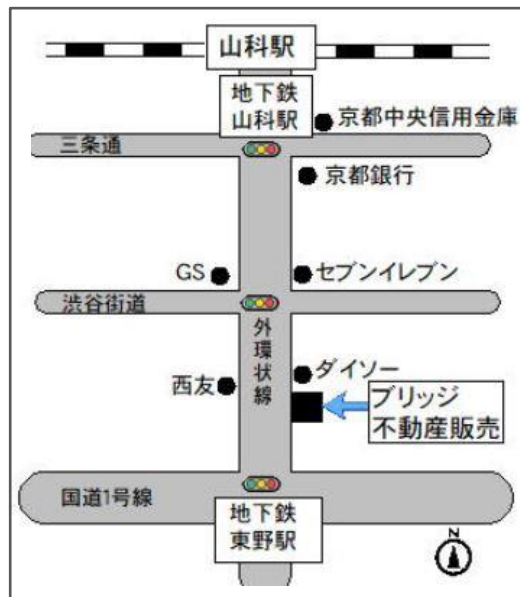 山科駅
地下鉄
山科駅
京都中央信用金庫
三条通
京都銀行
GS
セブンイレブン
渋谷街道
外環状線
ダイソー
西友
ブリッジ
不動産販売
国道1号線
地下鉄
東野駅
N